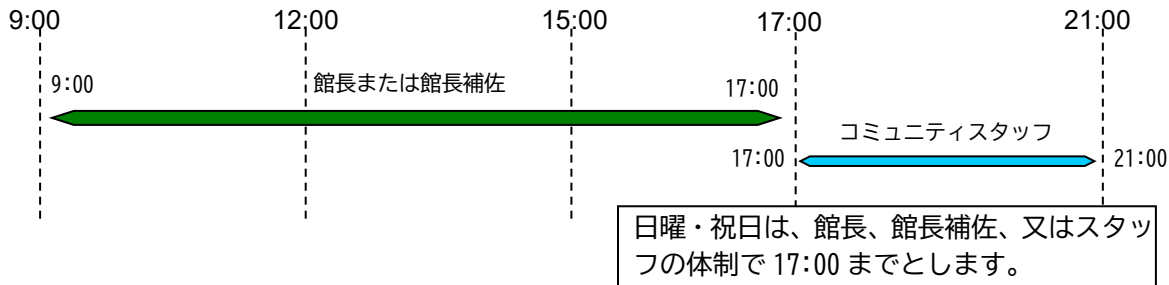 9:00 12:00 15:00 17:00 21:00
9:00 館長または館長補佐 17:00
コミュニティスタッフ
17:00 21:00
日曜・祝日は、館長、館長補佐、又はスタッ
フの体制で 17:00 までとします。